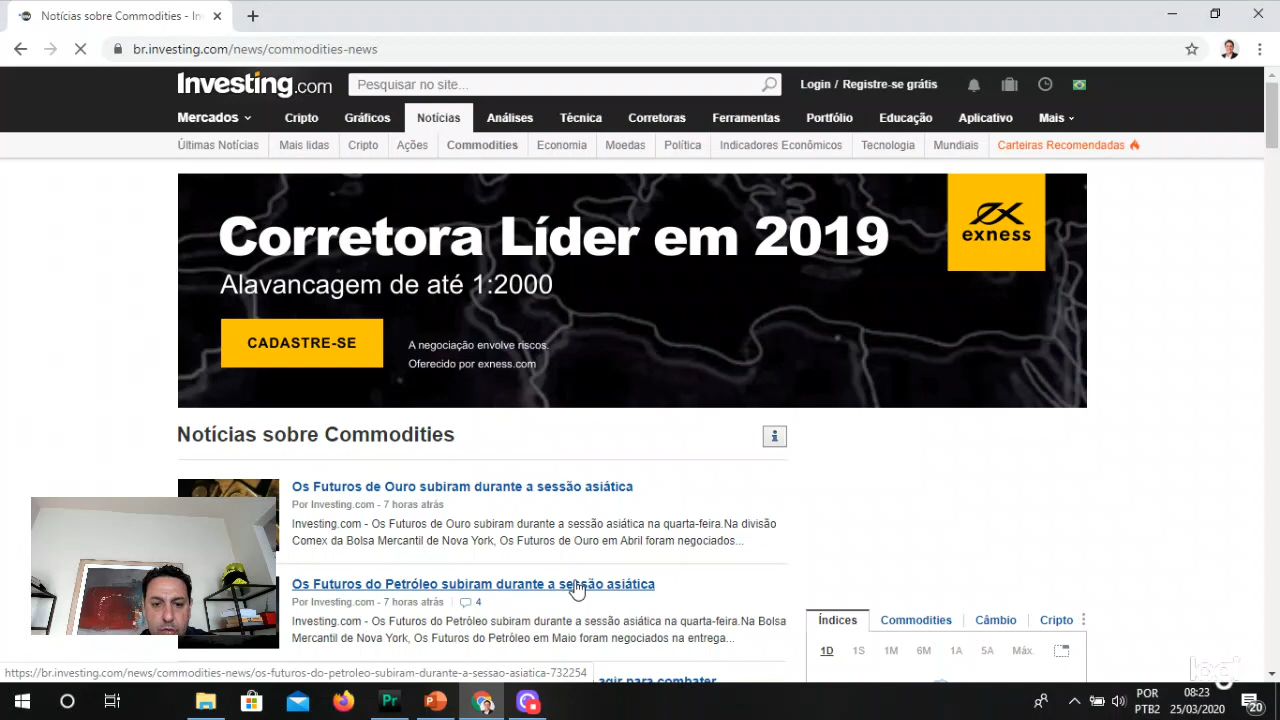 Notícias sobre Commodities - In
br.investing.com/news/commodities-news
Investing.com
Pesquisar no site...
Login / Registre-se grátis
Mercados
Cripto
Gráficos
Notícias
Análises
Técnica
Corretoras
Ferramentas
Portfólio
Educação
Aplicativo
Mais
Últimas Notícias
Mais lidas
Cripto
Ações
Commodities
Economia
Moedas
Política
Indicadores Econômicos
Tecnologia
Mundiais
Carteiras Recomendadas
Corretora Líder em 2019
Alavancagem de até 1:2000
CADASTRE-SE
A negociação envolve riscos.
Oferecido por exness.com
exness
Notícias sobre Commodities
Os Futuros de Ouro subiram durante a sessão asiática
Por Investing.com - 7 horas atrás
Investing.com - Os Futuros de Ouro subiram durante a sessão asiática na quarta-feira.Na divisão
Comex da Bolsa Mercantil de Nova York, Os Futuros de Ouro em Abril foram negociados...
Os Futuros do Petróleo subiram durante a sessão asiática
Por Investing.com - 7 horas atrás 4
Investing.com - Os Futuros do Petróleo subiram durante a sessão asiática na quarta-feira.Na Bolsa
Mercantil de Nova York, Os Futuros do Petróleo em Maio foram negociados na entrega...
agir para combater
Índices
Commodities
Câmbio
Cripto
1D
1S
1M
6M
1A
5A
Máx.
https://br.investing.com/news/commodities-news/os-futuros-do-petroleo-subiram-durante-a-sessao-asiatica-732254
Pr
POR
PTB2
08:23
25/03/2020
20